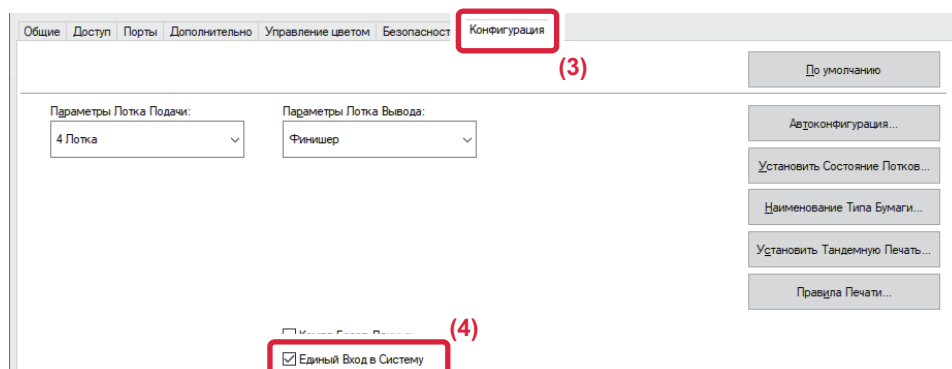 Общие Доступ Порты Дополнительно Управление цветом Безопасност Конфигурация
(3)
По умолчанию
Параметры Лотка Подачи: Параметры Лотка Вывода:
4 Лотка Финишер
Автоконфигурация...
Установить Состояние Лотков...
Наименование Типа Бумаги...
Установить Тандемную Печать...
Правила Печати...
(4)
Единый Вход в Систему